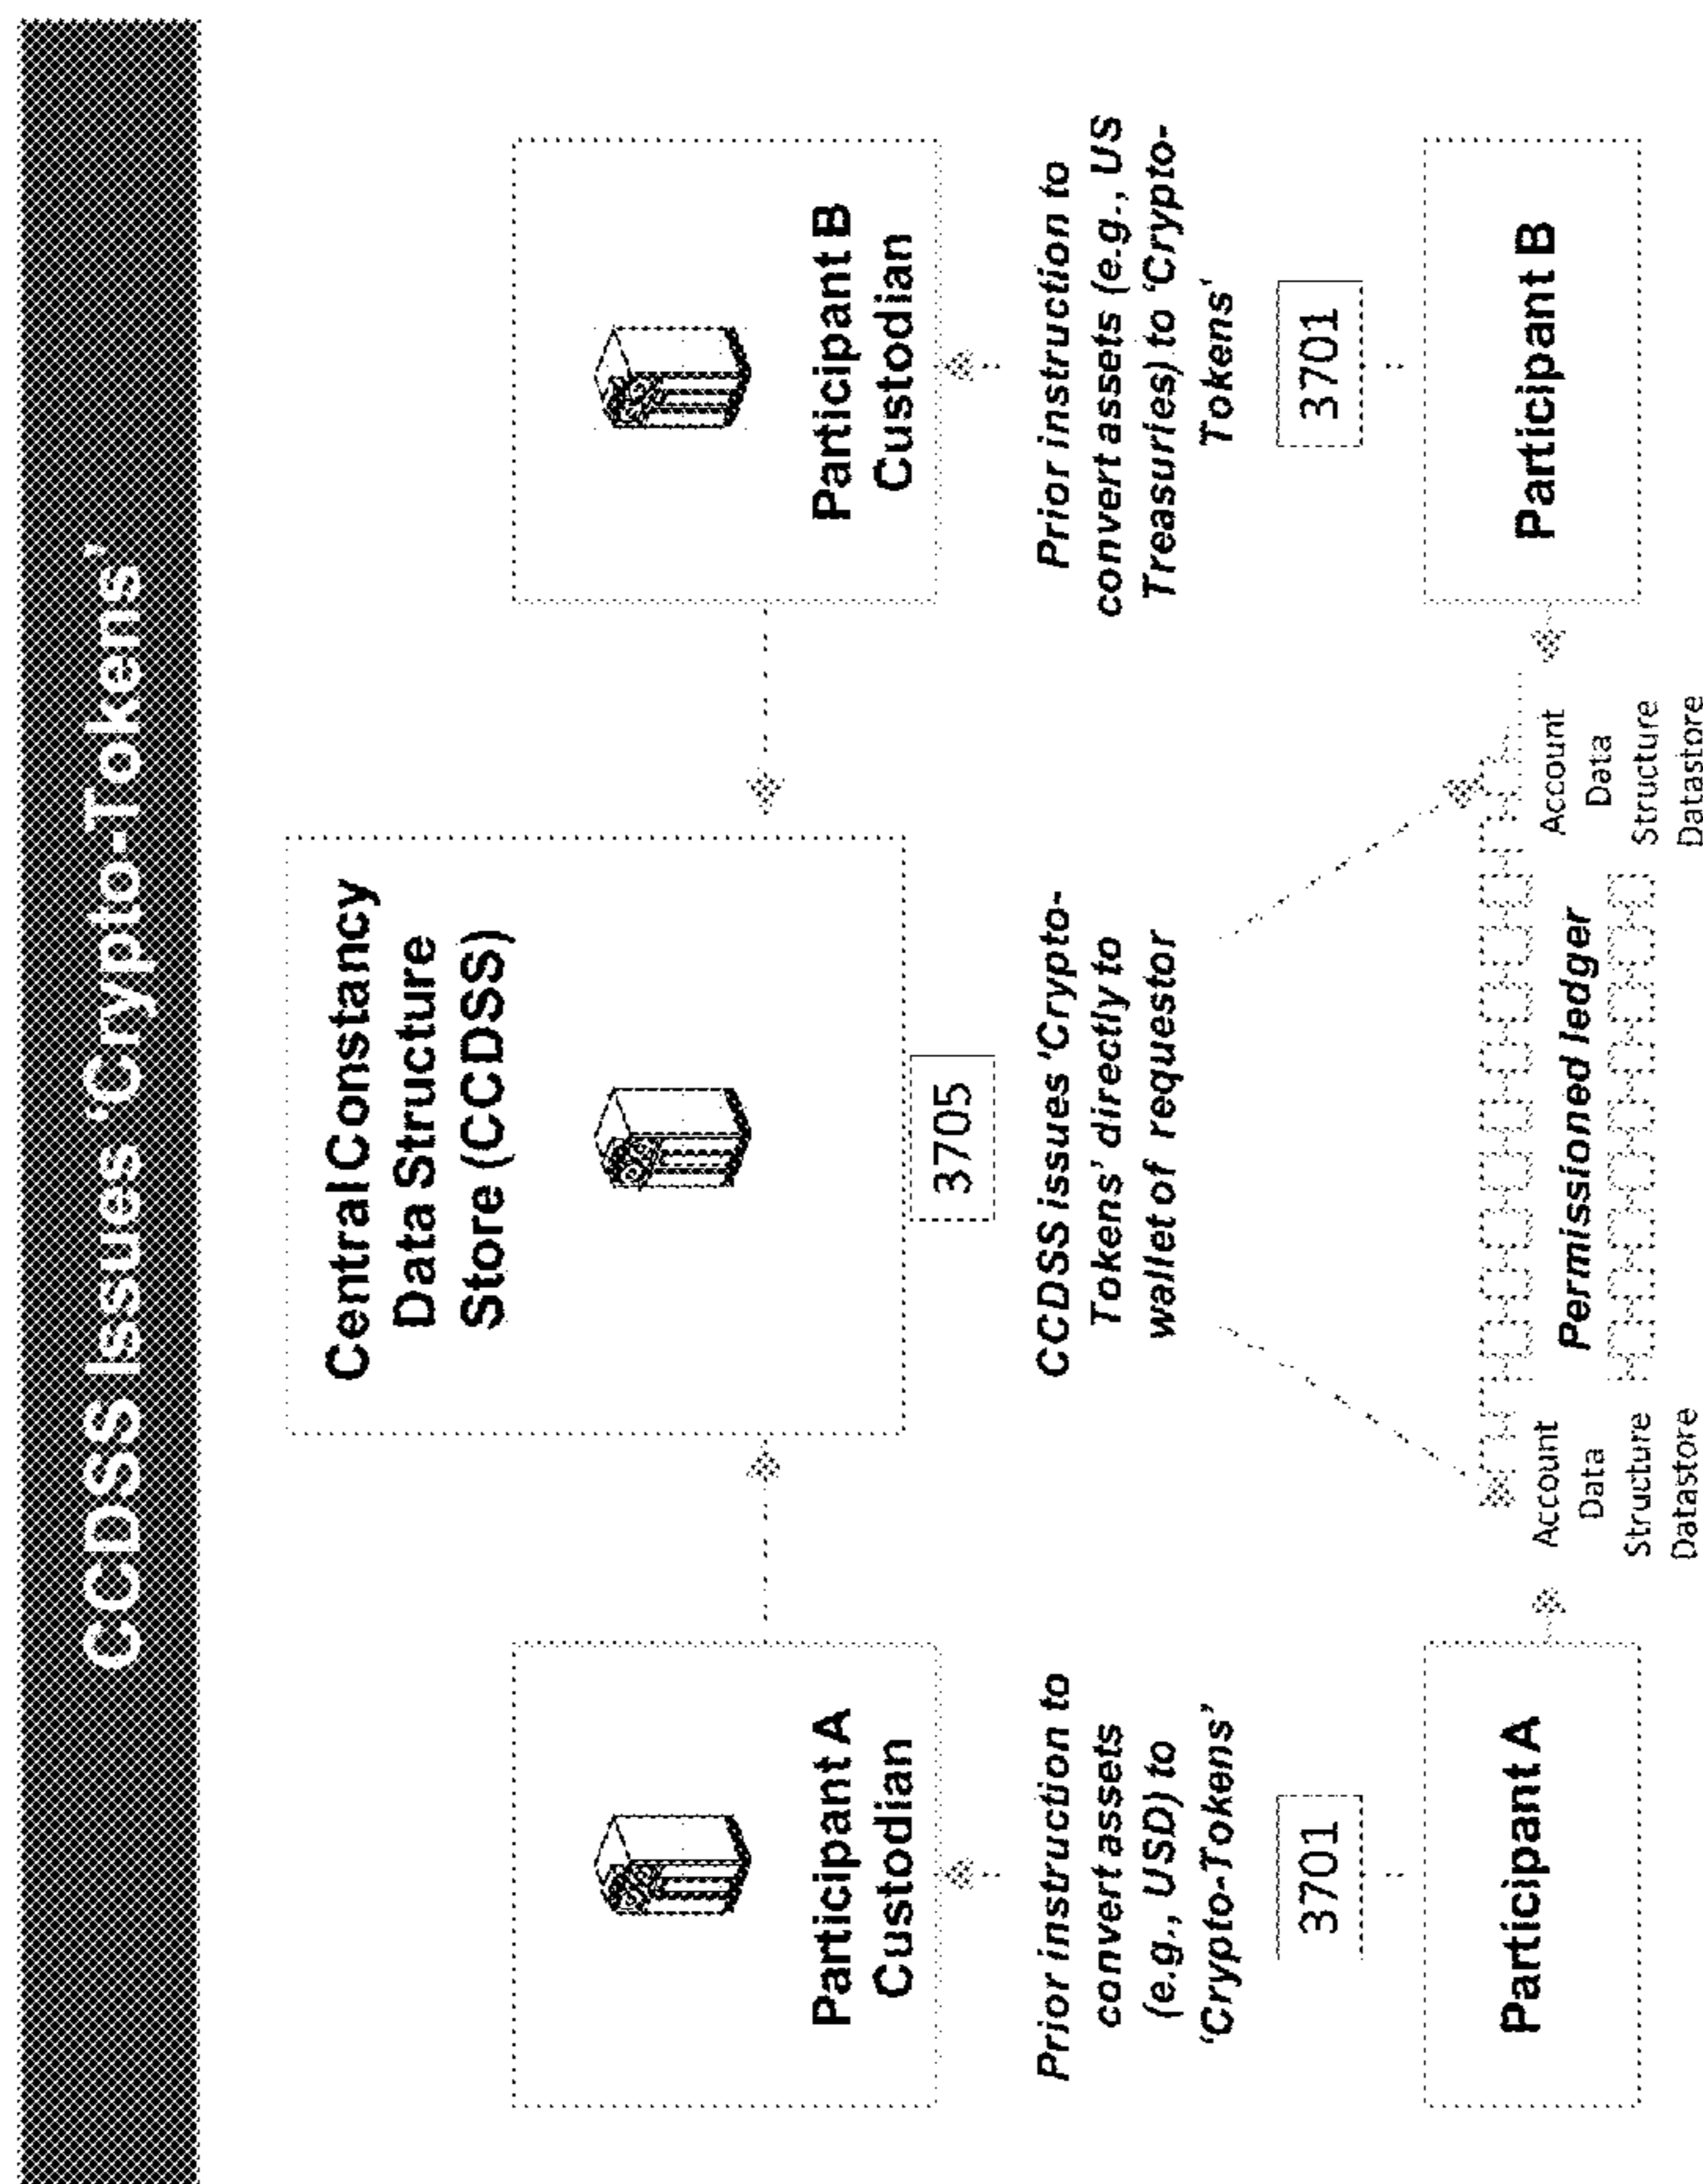 CCDSS Issues 'Crypto-Tokens'
Central Constancy
Data Structure
Store (CCDSS)
Participant A
Custodian
Participant B
Custodian
3705
Prior instruction to
convert assets
(e.g., USD) to
'Crypto-Tokens'
CCDSS issues 'Crypto-
Tokens' directly to
wallet of requestor
Prior instruction to
convert assets (e.g., US
Treasuries) to 'Crypto-
Tokens'
3701
3701
Participant A
Account
Data
Structure
Datastore
Permissioned ledger
Account
Data
Structure
Datastore
Participant B